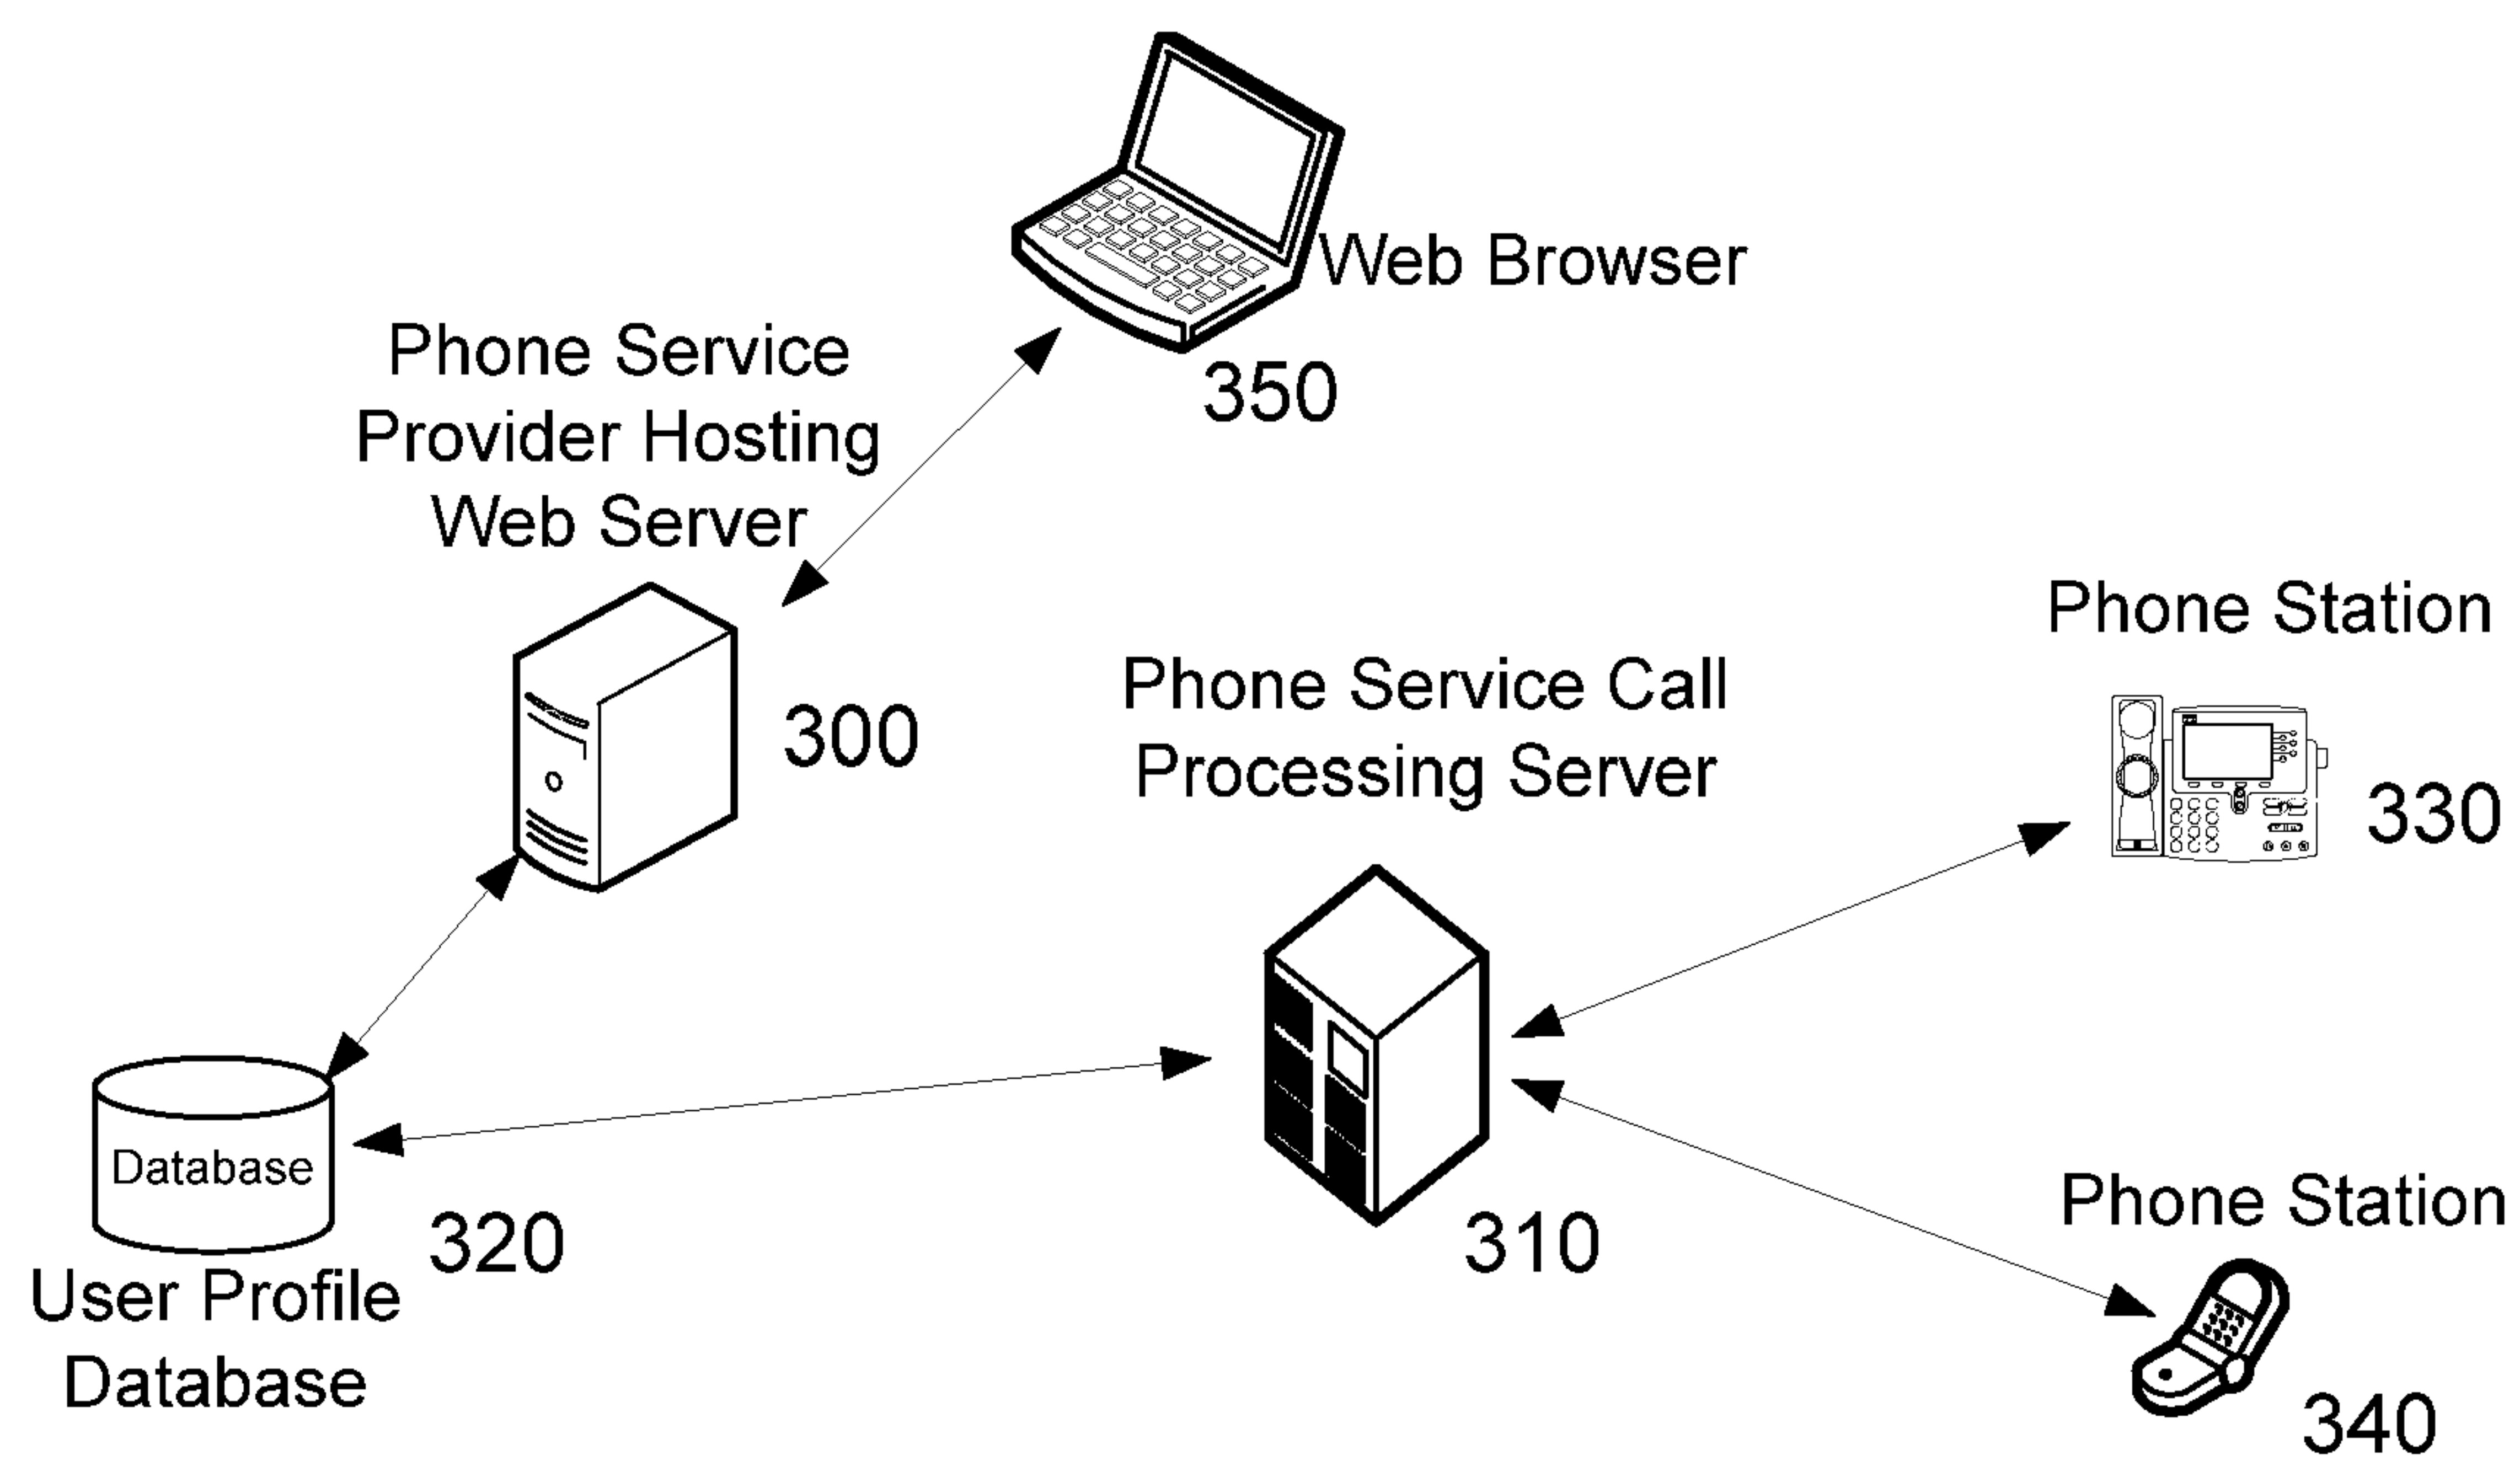 Web Browser
350
Phone Service
Provider Hosting
Web Server
300
Phone Service Call
Processing Server
310
Phone Station
330
Database
320
User Profile
Database
Phone Station
340